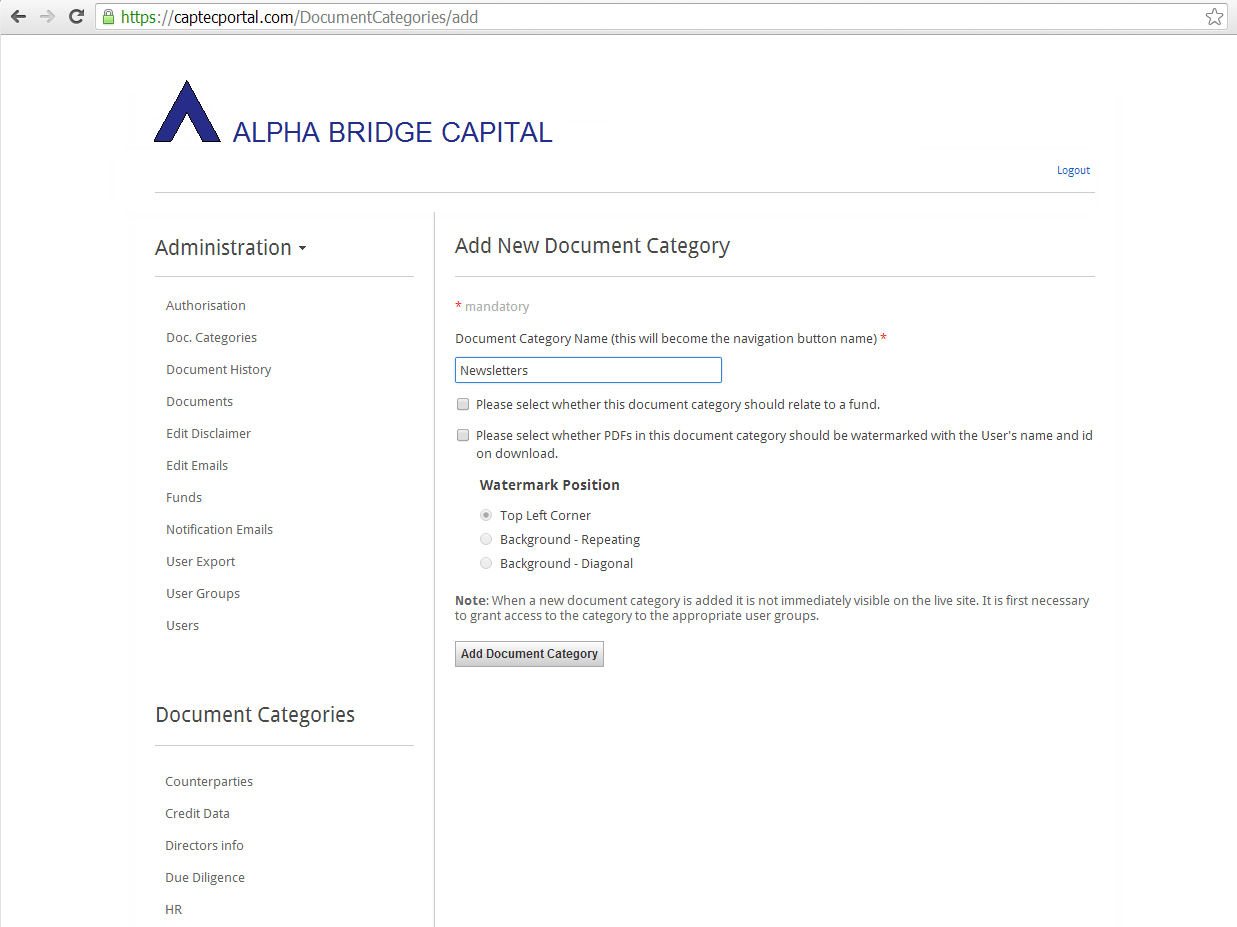 https://captecportal.com/DocumentCategories/add
ALPHA BRIDGE CAPITAL
Logout
Administration
Authorisation
Doc. Categories
Document History
Documents
Edit Disclaimer
Edit Emails
Funds
Notification Emails
User Export
User Groups
Users
Document Categories
Counterparties
Credit Data
Directors info
Due Diligence
HR
Add New Document Category
* mandatory
Document Category Name (this will become the navigation button name) *
Newsletters
Please select whether this document category should relate to a fund.
Please select whether PDFs in this document category should be watermarked with the User's name and id
on download.
Watermark Position
Top Left Corner
Background - Repeating
Background - Diagonal
Note: When a new document category is added it is not immediately visible on the live site. It is first necessary
to grant access to the category to the appropriate user groups.
Add Document Category